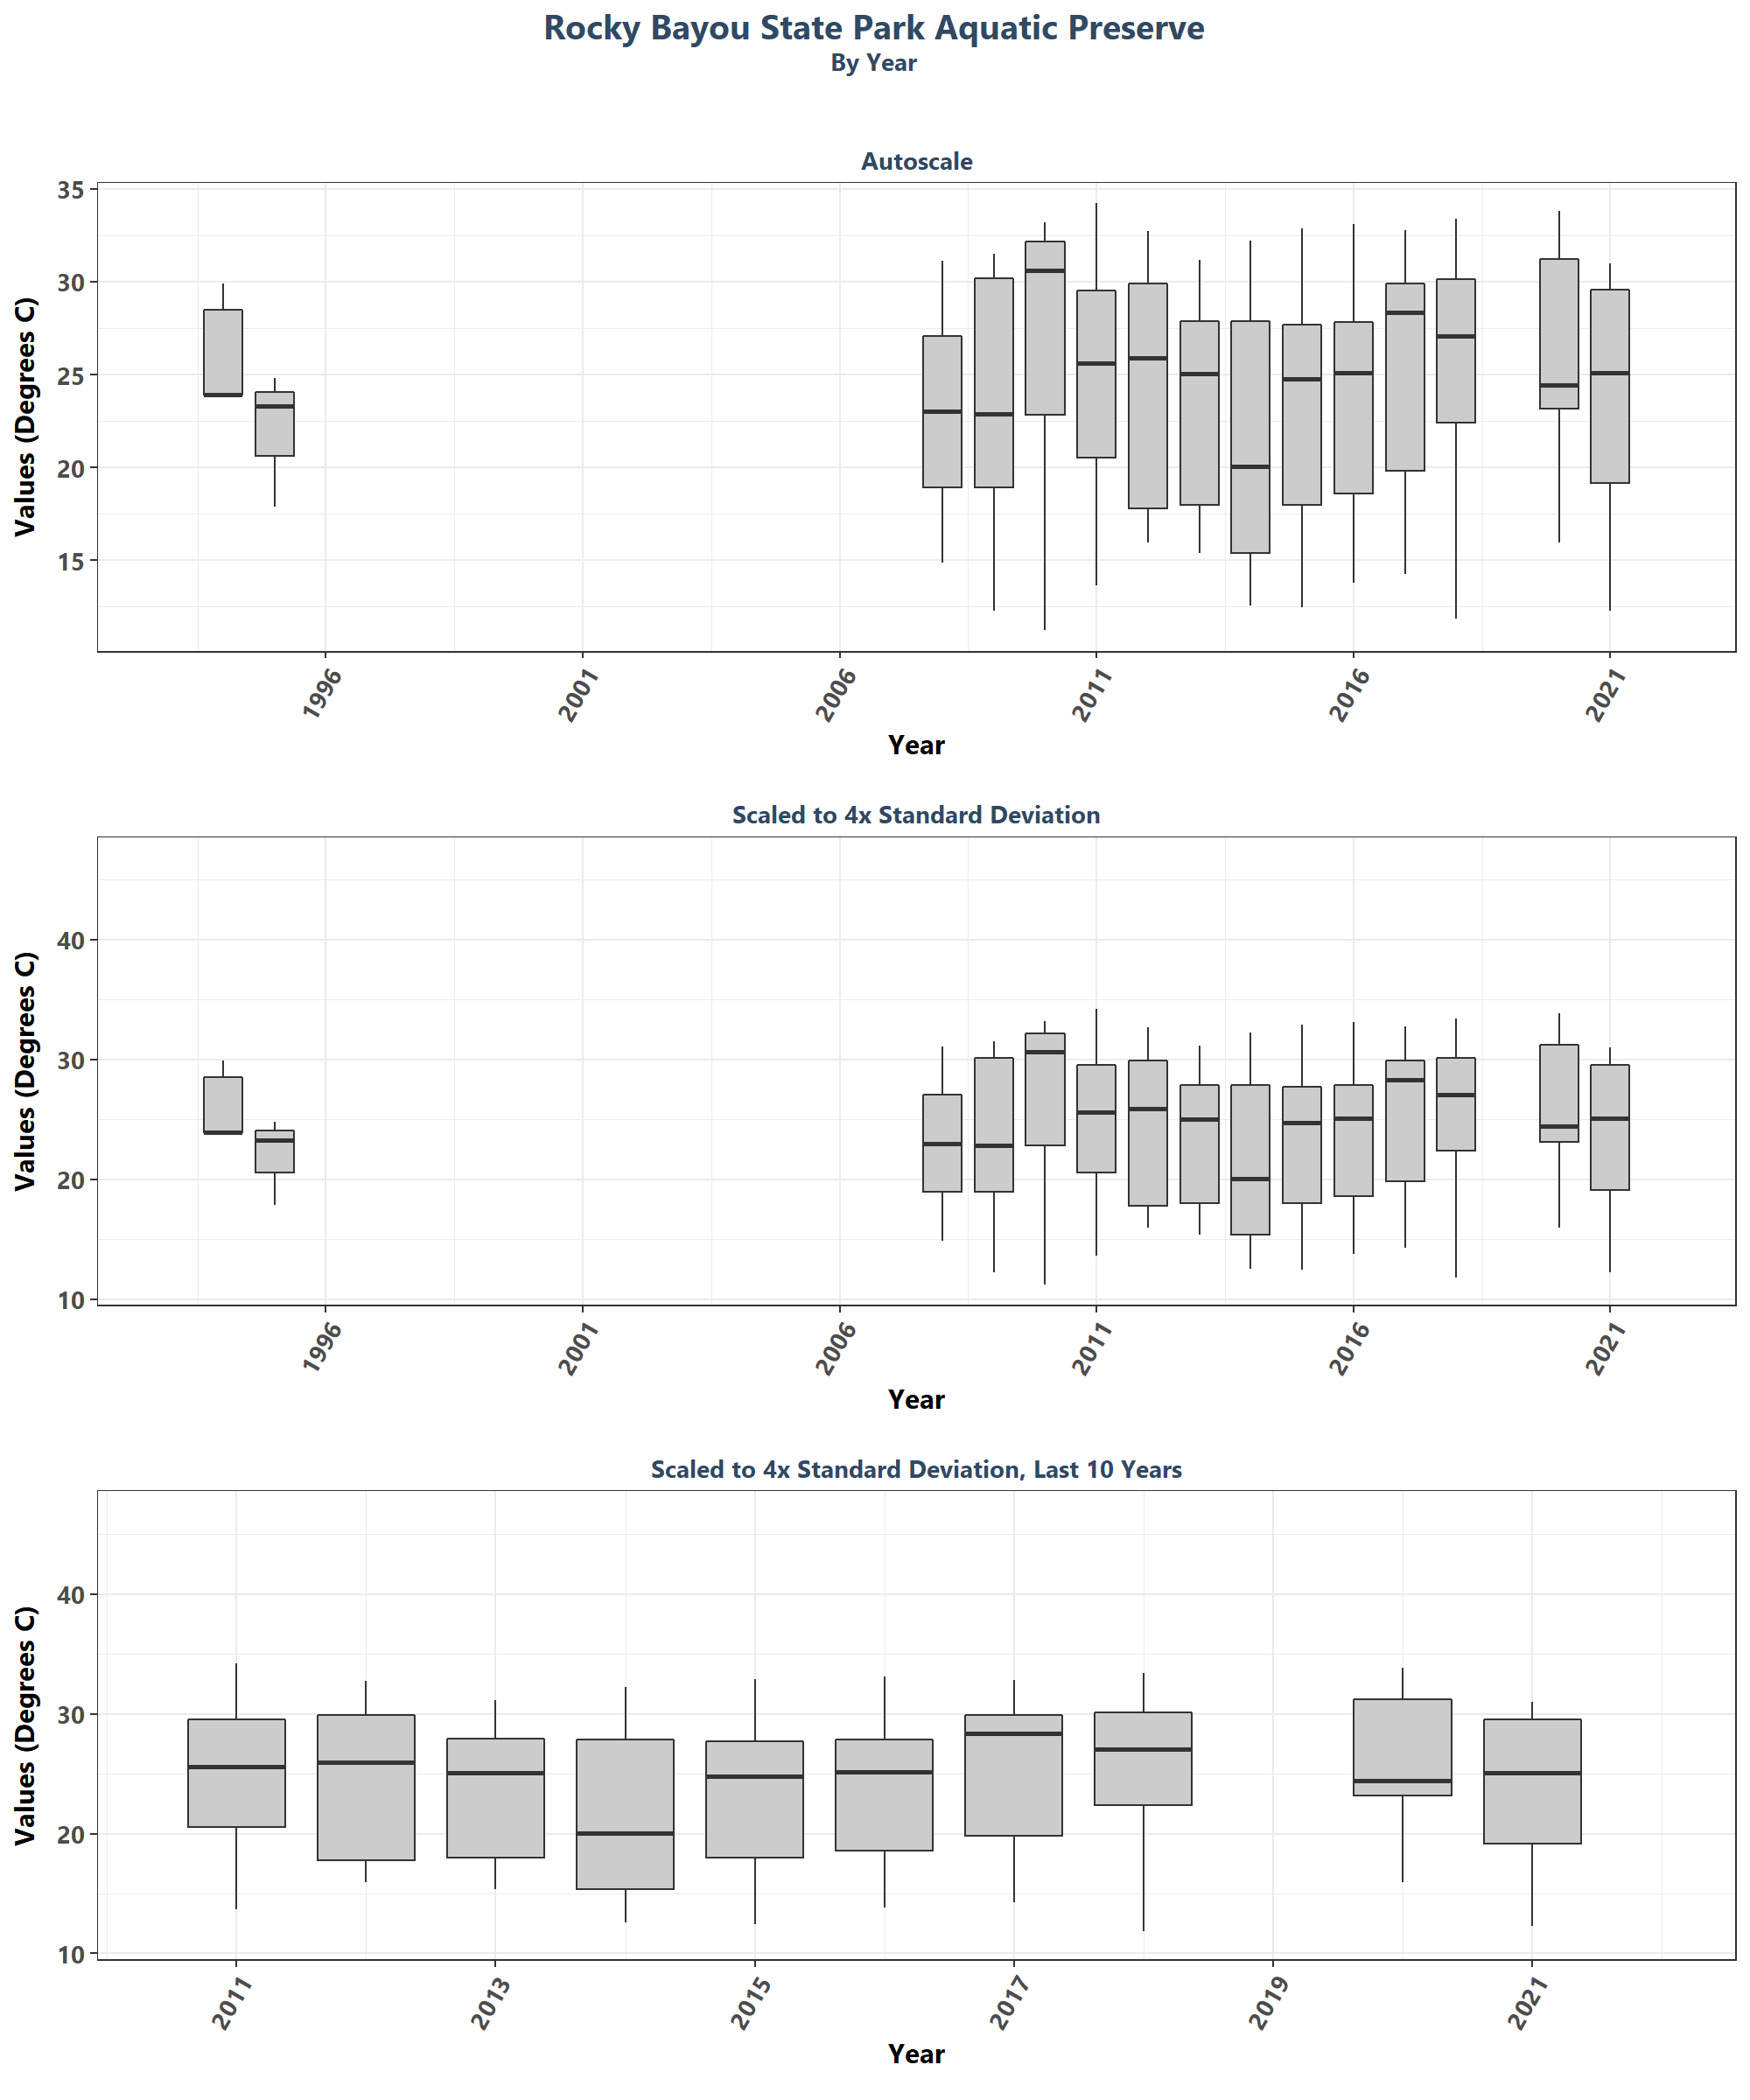 Rocky Bayou State Park Aquatic Preserve
By Year
Autoscale
Values (Degrees C)
35
30
25
20
15
1996
2001
2006
2011
2016
2021
Year
Scaled to 4x Standard Deviation
Values (Degrees C)
40
30
20
10
1996
2001
2006
2011
2016
2021
Year
Scaled to 4x Standard Deviation, Last 10 Years
Values (Degrees C)
40
30
20
10
2011
2013
2015
2017
2019
2021
Year